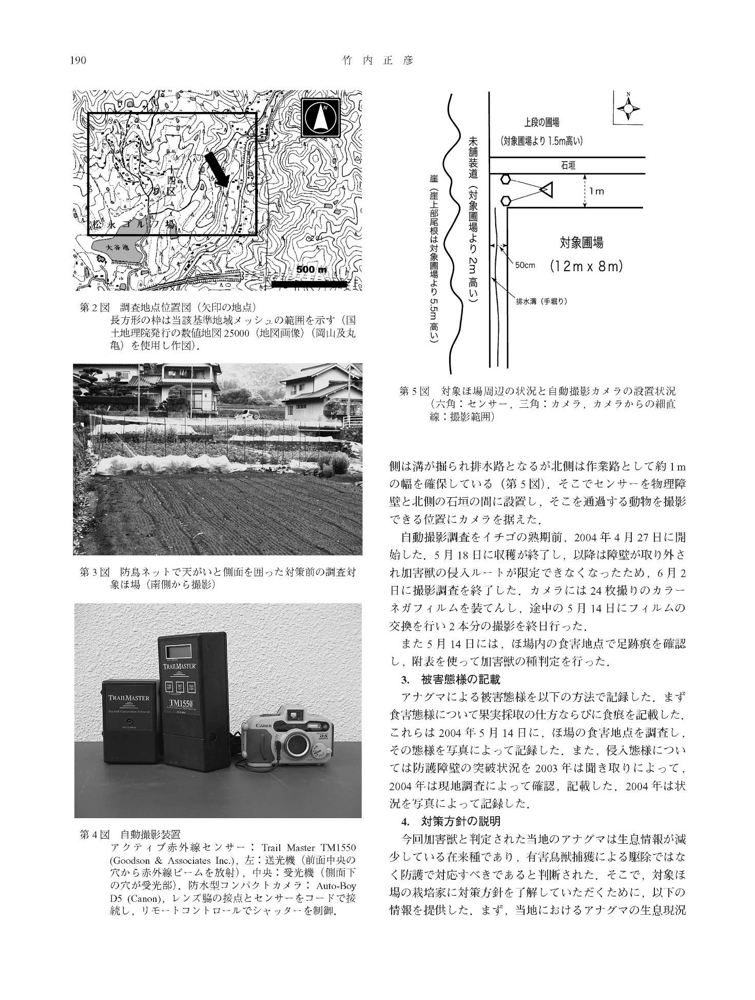 190
竹内正彦
十四区
松永ゴルフ場
大谷池
500 m
N
第2図 調査地点位置図（矢印の地点）
長方形の枠は当該基準地域メッシュの範囲を示す（国
土地理院発行の数値地図25000（地図画像）（岡山及丸
亀）を使用し作図）．
第3図 防鳥ネットで天がいと側面を囲った対策前の調査対
象ほ場（南側から撮影）
TRAILMASTER
Second Generation Infrared
TRAILMASTER
TM1550
Canon
D5
第4図 自動撮影装置
アクティブ赤外線センサー： Trail Master TM1550
(Goodson & Associates Inc.)，左：送光機（前面中央の
穴から赤外線ビームを放射），中央：受光機（側面下
の穴が受光部）．防水型コンパクトカメラ： Auto-Boy
D5 (Canon)，レンズ脇の接点とセンサーをコードで接
続し，リモートコントロールでシャッターを制御．
N
上段の圃場
（対象圃場より 1.5m高い）
石垣
1m
未舗装道（対象圃場より 2m 高い）
崖（崖上部尾根は対象圃場より 5.5m 高い）
対象圃場
（12m x 8m）
50cm
排水溝（手堀り）
第5図 対象ほ場周辺の状況と自動撮影カメラの設置状況
（六角：センサー，三角：カメラ，カメラからの細直
線：撮影範囲）
側は溝が掘られ排水路となるが北側は作業路として約1m
の幅を確保している（第5図）．そこでセンサーを物理障
壁と北側の石垣の間に設置し，そこを通過する動物を撮影
できる位置にカメラを据えた．
自動撮影調査をイチゴの熟期前，2004年4月27日に開
始した．5月18日に収穫が終了し，以降は障壁が取り外さ
れ加害獣の侵入ルートが限定できなくなったため，6月2
日に撮影調査を終了した．カメラには24枚撮りのカラー
ネガフィルムを装てんし，途中の5月14日にフィルムの
交換を行い2本分の撮影を終日行った．
また5月14日には，ほ場内の食害地点で足跡痕を確認
し，附表を使って加害獣の種判定を行った．
3. 被害態様の記載
アナグマによる被害態様を以下の方法で記録した．まず
食害態様について果実採取の仕方ならびに食痕を記載した．
これらは2004年5月14日に，ほ場の食害地点を調査し，
その態様を写真によって記録した．また，侵入態様につい
ては防護障壁の突破状況を2003年は聞き取りによって，
2004年は現地調査によって確認，記載した．2004年は状
況を写真によって記録した．
4. 対策方針の説明
今回加害獣と判定された当地のアナグマは生息情報が減
少している在来種であり，有害鳥獣捕獲による駆除ではな
く防護で対応すべきであると判断された．そこで，対象ほ
場の栽培家に対策方針を了解していただくために，以下の
情報を提供した．まず，当地におけるアナグマの生息現況